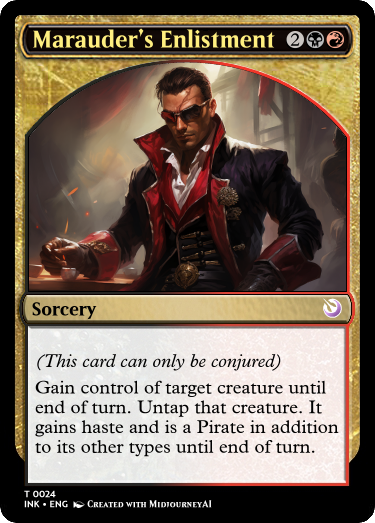 Marauder's Enlistment 2
Sorcery
(This card can only be conjured)
Gain control of target creature until
end of turn. Untap that creature. It
gains haste and is a Pirate in addition
to its other types until end of turn.
T 0024
INK • ENG Created with MidjourneyAI